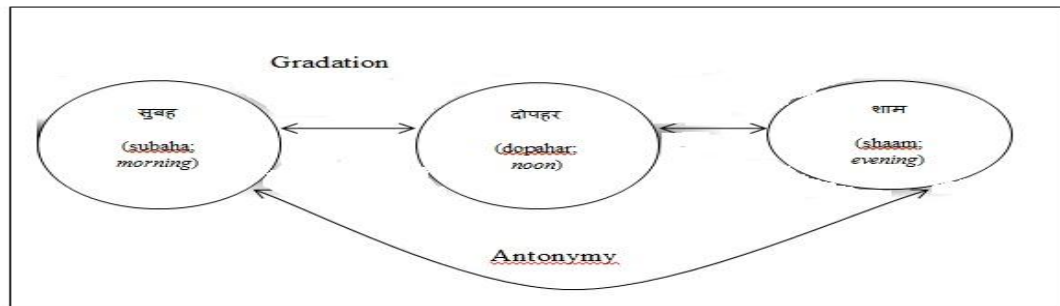 Gradation
सुबह
(subaha;
morning)
दोपहर
(dopahar;
noon)
शाम
(shaam;
evening)
Antonymy